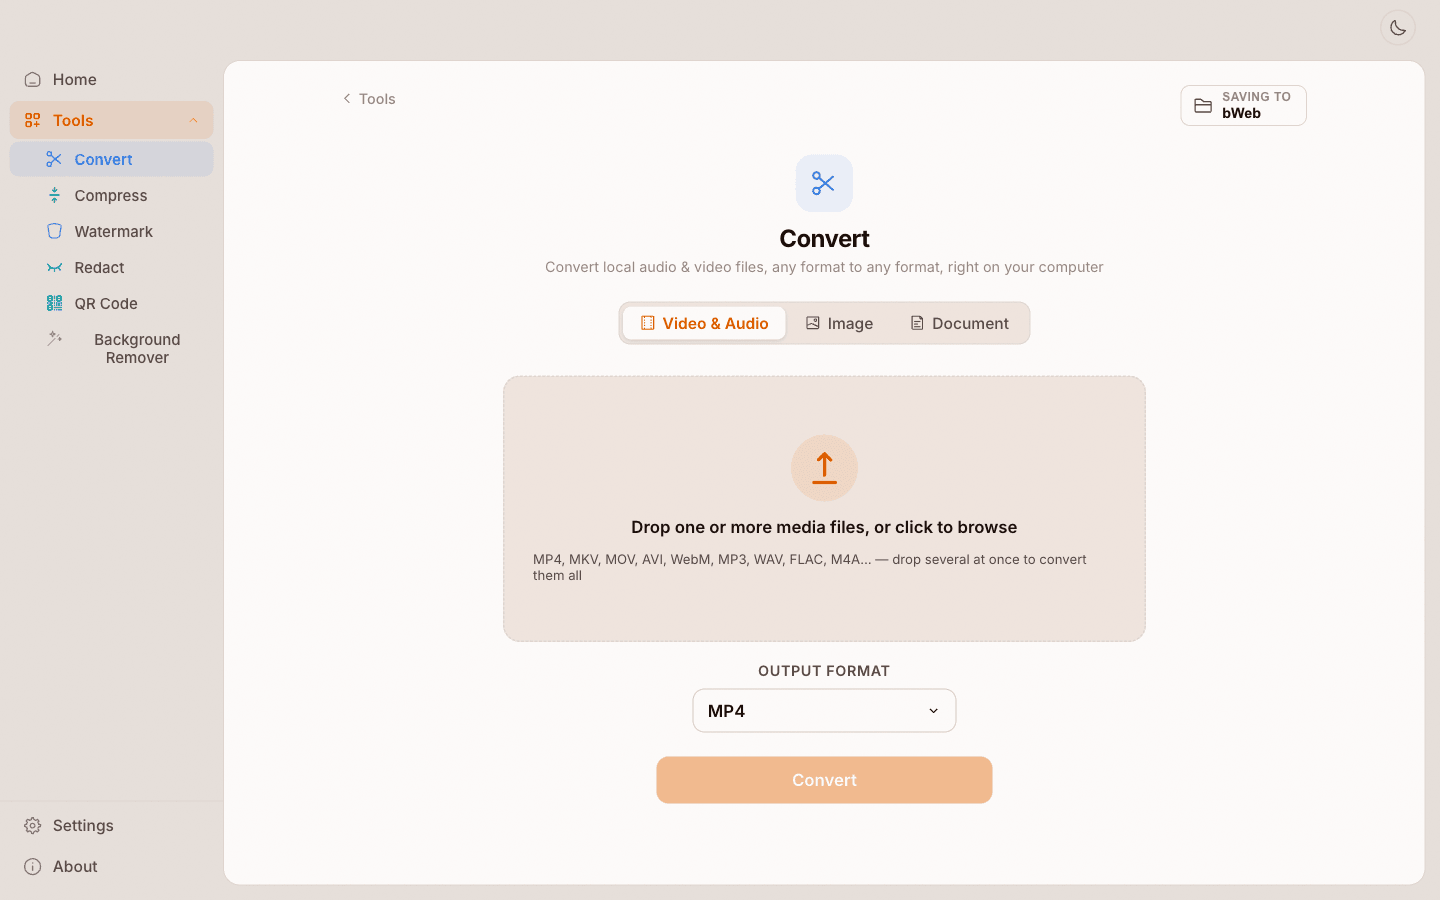 Home
Tools
Convert
Compress
Watermark
Redact
QR Code
Background
Remover
Settings
About
Tools
SAVING TO
bWeb
Convert
Convert local audio & video files, any format to any format, right on your computer
Video & Audio
Image
Document
Drop one or more media files, or click to browse
MP4, MKV, MOV, AVI, WebM, MP3, WAV, FLAC, M4A... — drop several at once to convert
them all
OUTPUT FORMAT
MP4
Convert